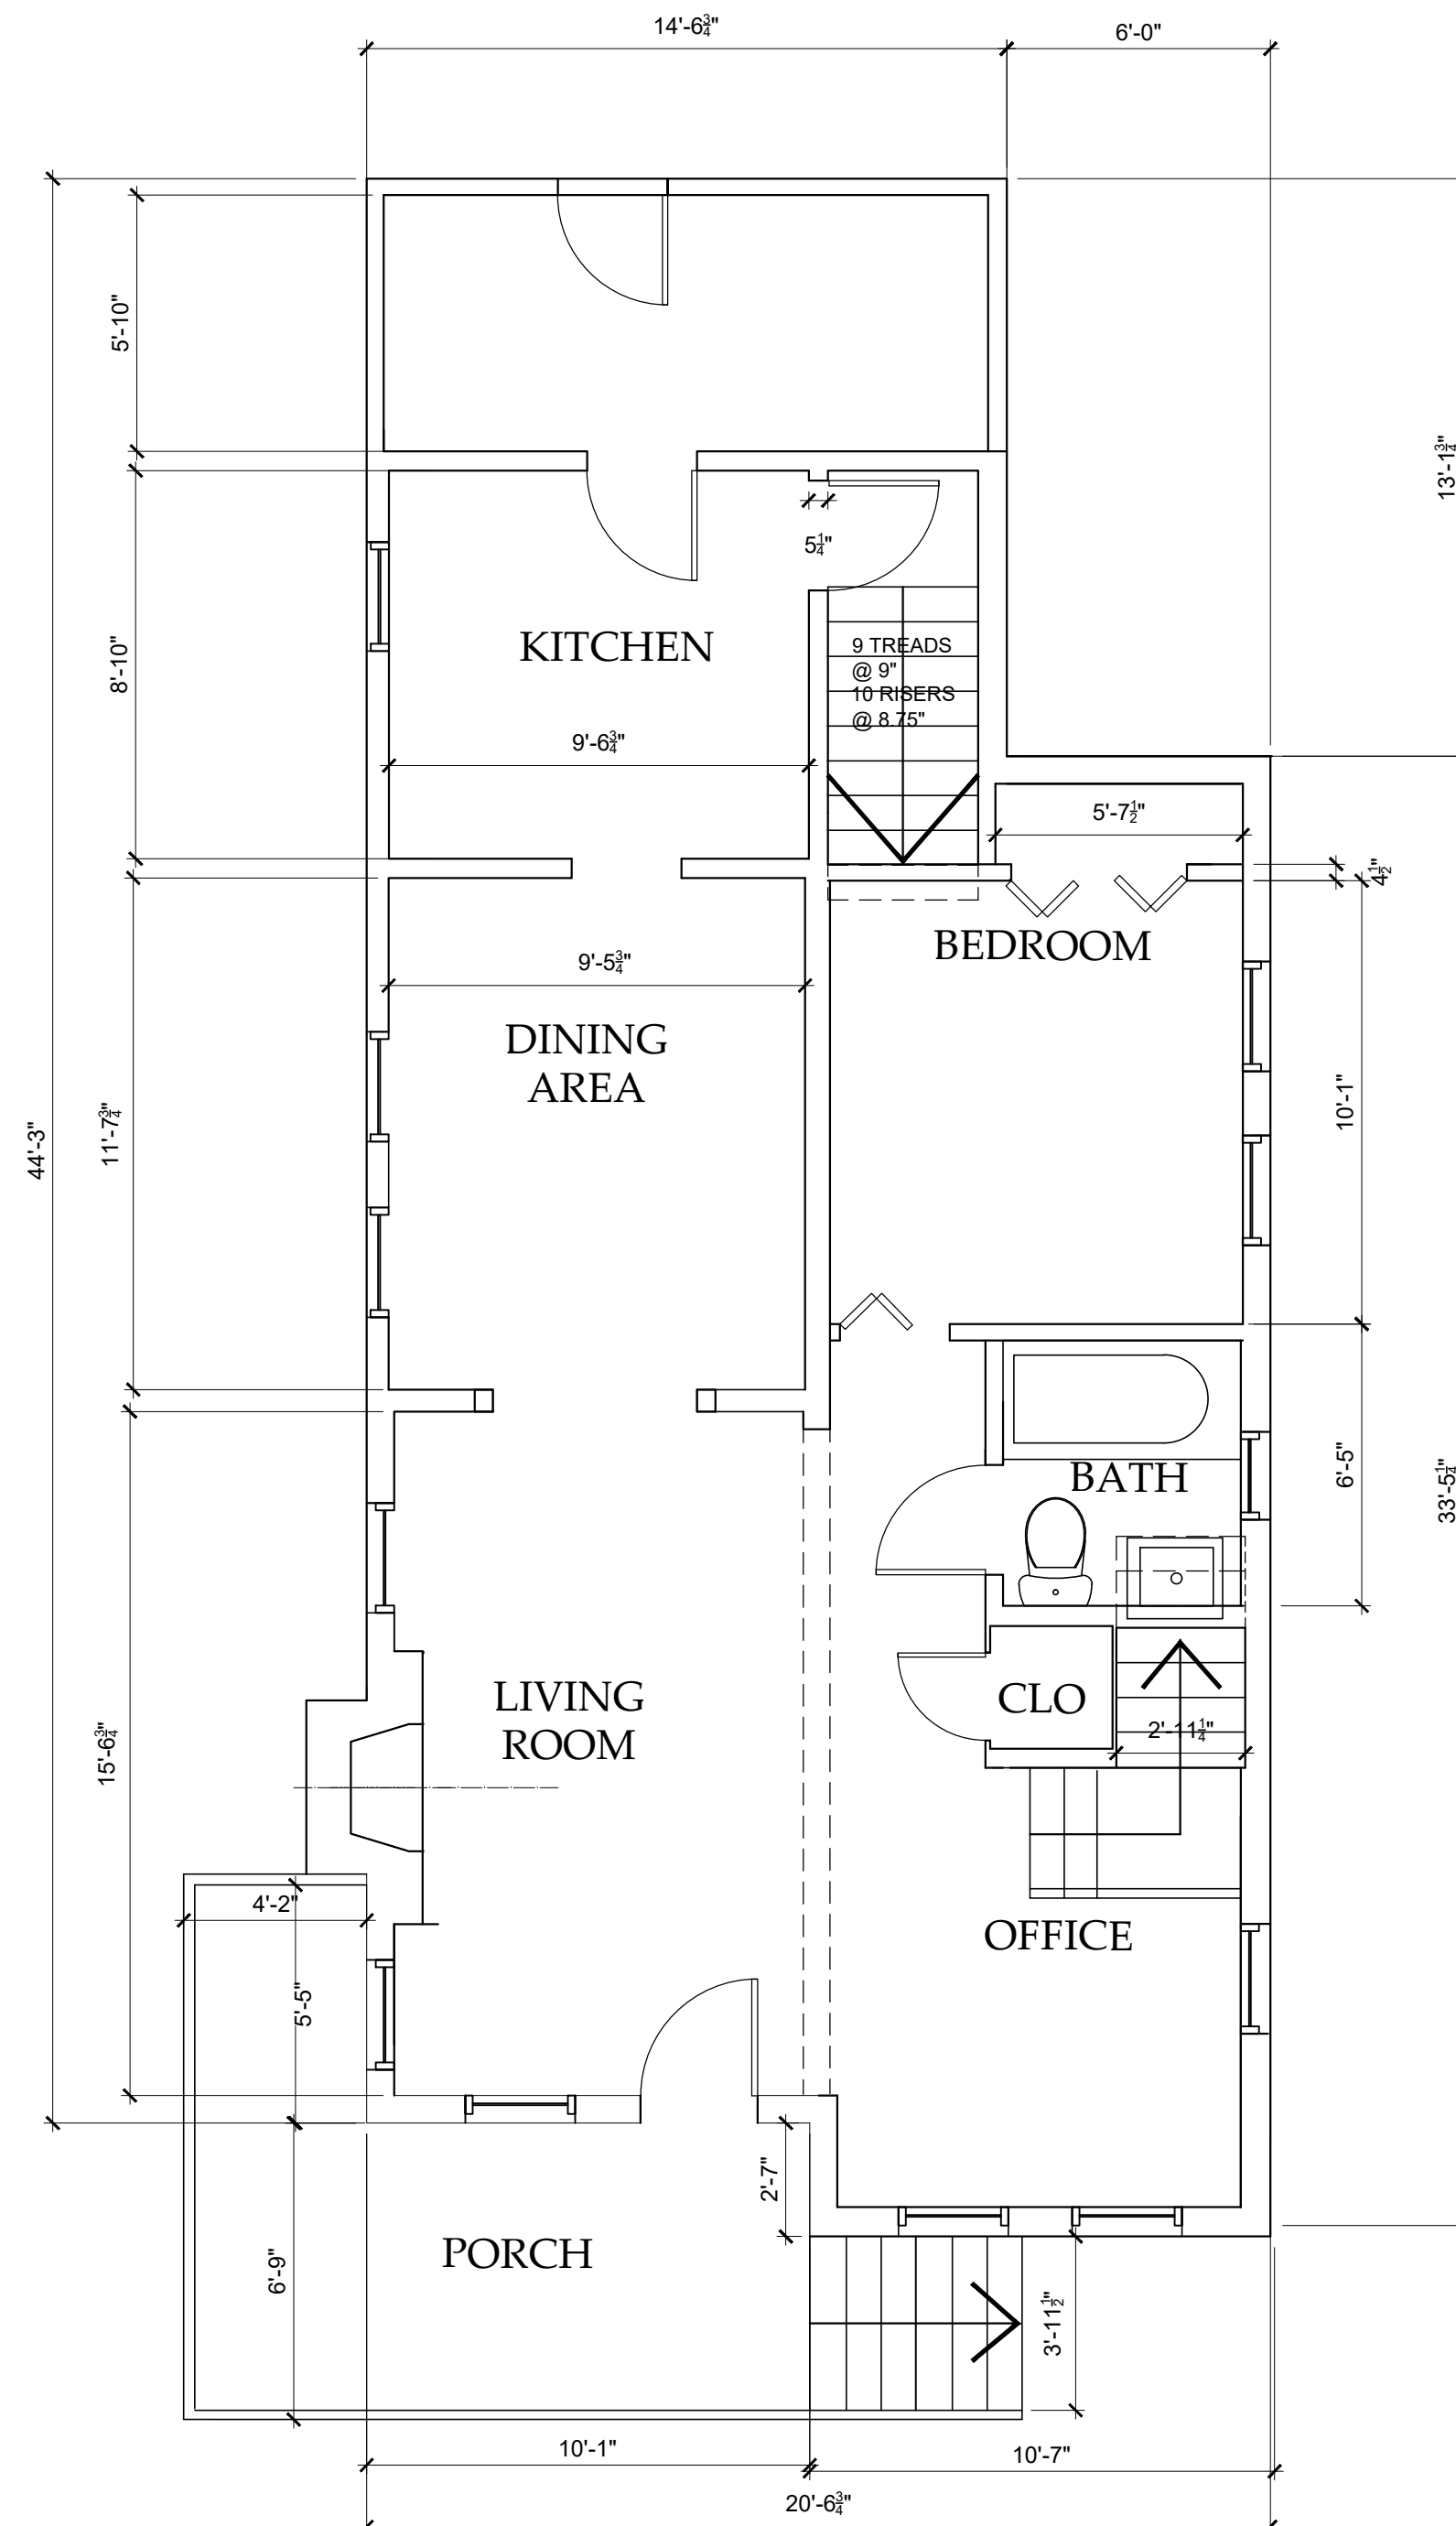 14'-6¾"
6'-0"
5'-10"
13'-1¾"
5¼"
KITCHEN
9 TREADS
@ 9"
10 RISERS
@ 8.75"
8'-10"
9'-6¾"
5'-7½"
4½"
BEDROOM
9'-5¾"
DINING
AREA
10'-1"
11'-7¾"
44'-3"
BATH
6'-5"
33'-5¼"
LIVING
ROOM
CLO
2'-11¼"
15'-6¾"
4'-2"
OFFICE
5'-5"
2'-7"
PORCH
6'-9"
3'-11½"
10'-1"
10'-7"
20'-6¾"